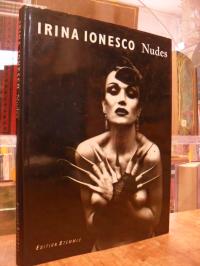 IRINA IONESCO Nudes
EDITION STEMMLE